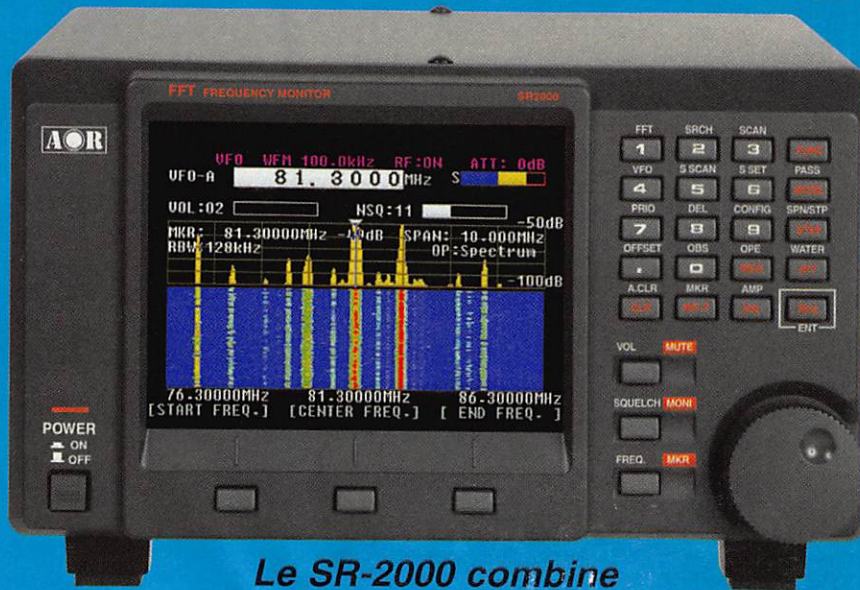 FFT FREQUENCY MONITOR SR2000
AOR
VFO WFM 100.0kHz RF:ON ATT: 0dB
VFO-A 81.3000MHz S
VOL:02 NSQ:11
-50dB
MKR: 81.30000MHz dB SPAN: 10.000MHz
RBW:128kHz OP:Spectrum
-100dB
76.30000MHz 81.30000MHz 86.30000MHz
[START FREQ.] [CENTER FREQ.] [ END FREQ. ]
POWER
ON
OFF
FFT SRCH SCAN
1 2 3
VFO S SCAN S SET PASS
4 5 6
PRIO DEL CONFIG SPN/STP
7 8 9
OFFSET OBS OPE WATER
. 0
A.CLR MKR AMP
CLR
ENT
VOL MUTE
SQUELCH MONI
FREQ. MKR
Le SR-2000 combine